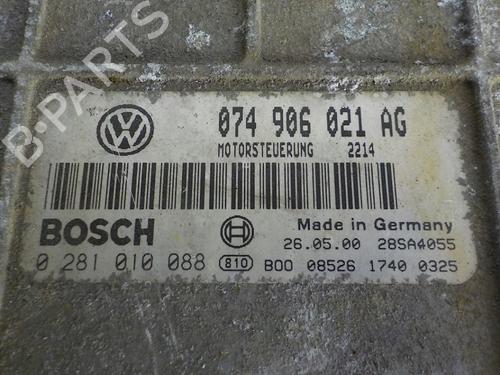 B-PARTS
074 906 021 AG
MOTORSTEUERUNG 2214
BOSCH
Made in Germany
26.05.00 28SA4055
0 281 010 088 810 B00 08526 1740 0325